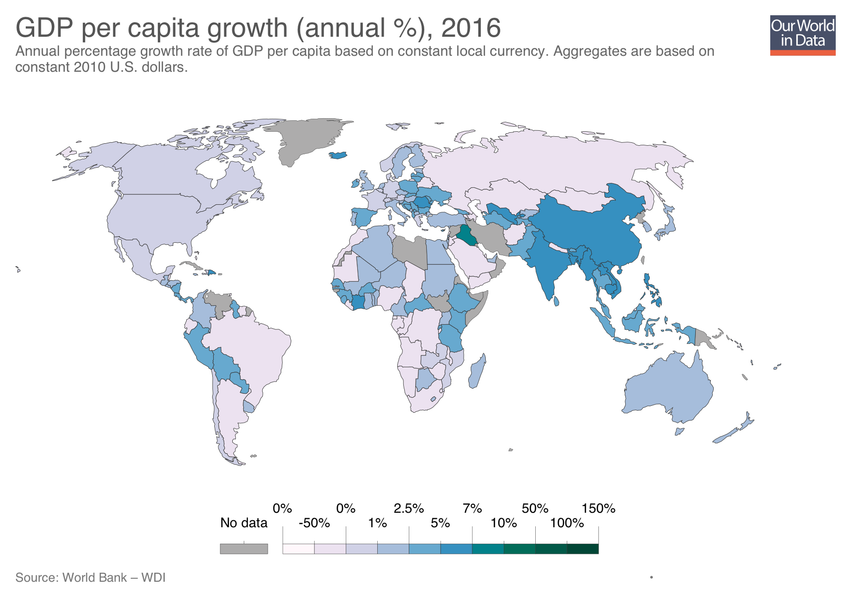 GDP per capita growth (annual %), 2016
Our World
in Data
Annual percentage growth rate of GDP per capita based on constant local currency. Aggregates are based on
constant 2010 U.S. dollars.
0% 0% 2.5% 7% 50% 150%
No data -50% 1% 5% 10% 100%
Source: World Bank – WDI